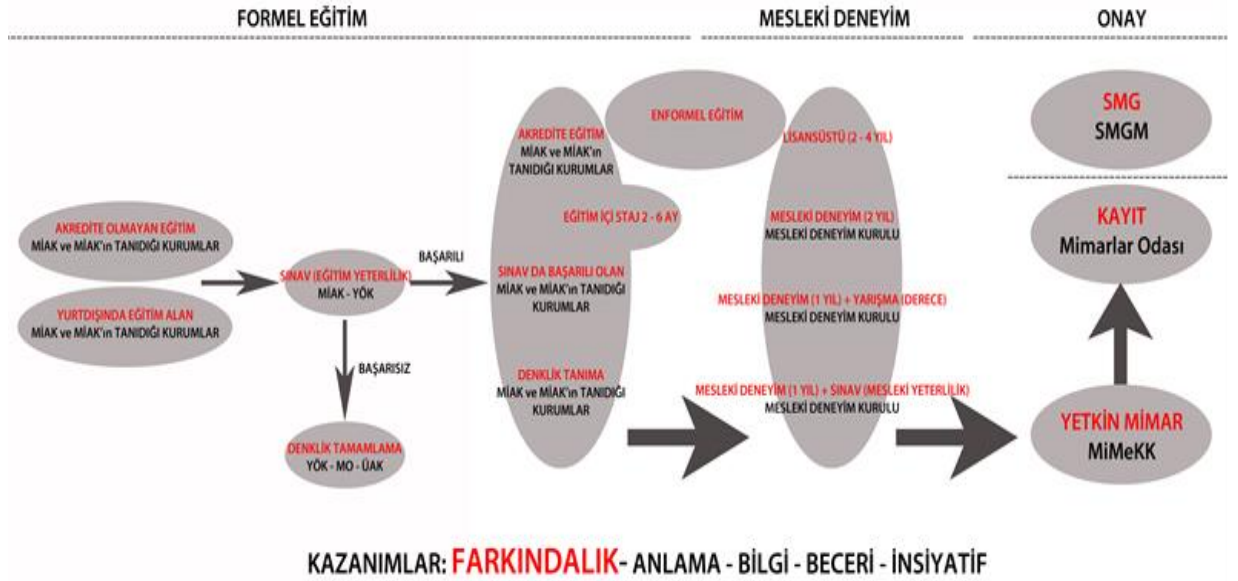 FORMEL EĞİTİM
MESLEKİ DENEYİM
ONAY
AKREDİTE OLMAYAN EĞİTİM
MİAK ve MİAK'ın TANIDIĞI KURUMLAR
YURTDIŞINDA EĞİTİM ALAN
MİAK ve MİAK'ın TANIDIĞI KURUMLAR
SINAV (EĞİTİM YETERLİLİK)
MİAK - YÖK
BAŞARILI
BAŞARISIZ
DENKLİK TAMAMLAMA
YÖK - MO - ÜAK
AKREDİTE EĞİTİM
MİAK ve MİAK'ın
TANIDIĞI KURUMLAR
EĞİTİM İÇİ STAJ 2 - 6 AY
SINAV DA BAŞARILI OLAN
MİAK ve MİAK'ın TANIDIĞI
KURUMLAR
DENKLİK TANIMA
MİAK ve MİAK'ın TANIDIĞI
KURUMLAR
ENFORMEL EĞİTİM
LİSANSÜSTÜ (2 - 4 YIL)
MESLEKİ DENEYİM (2 YIL)
MESLEKİ DENEYİM KURULU
MESLEKİ DENEYİM (1 YIL) + YARIŞMA (DERECE)
MESLEKİ DENEYİM KURULU
MESLEKİ DENEYİM (1 YIL) + SINAV (MESLEKİ YETERLİLİK)
MESLEKİ DENEYİM KURULU
SMG
SMGM
KAYIT
Mimarlar Odası
YETKİN MİMAR
MiMeKK
KAZANIMLAR: FARKINDALIK- ANLAMA - BİLGİ - BECERİ - İNSİYATİF